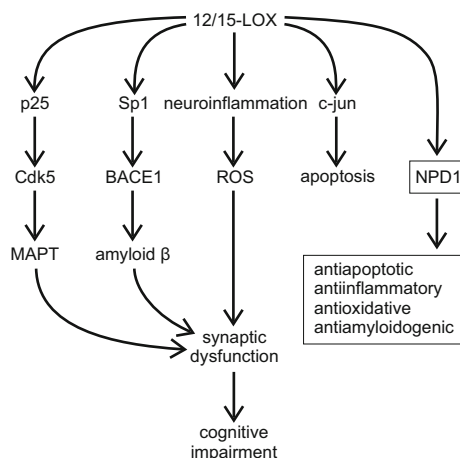 12/15-LOX
p25 Sp1 neuroinflammation c-jun
Cdk5 BACE1 ROS apoptosis NPD1
MAPT amyloid β
antiapoptotic
antiinflammatory
antioxidative
antiamyloidogenic
synaptic
dysfunction
cognitive
impairment